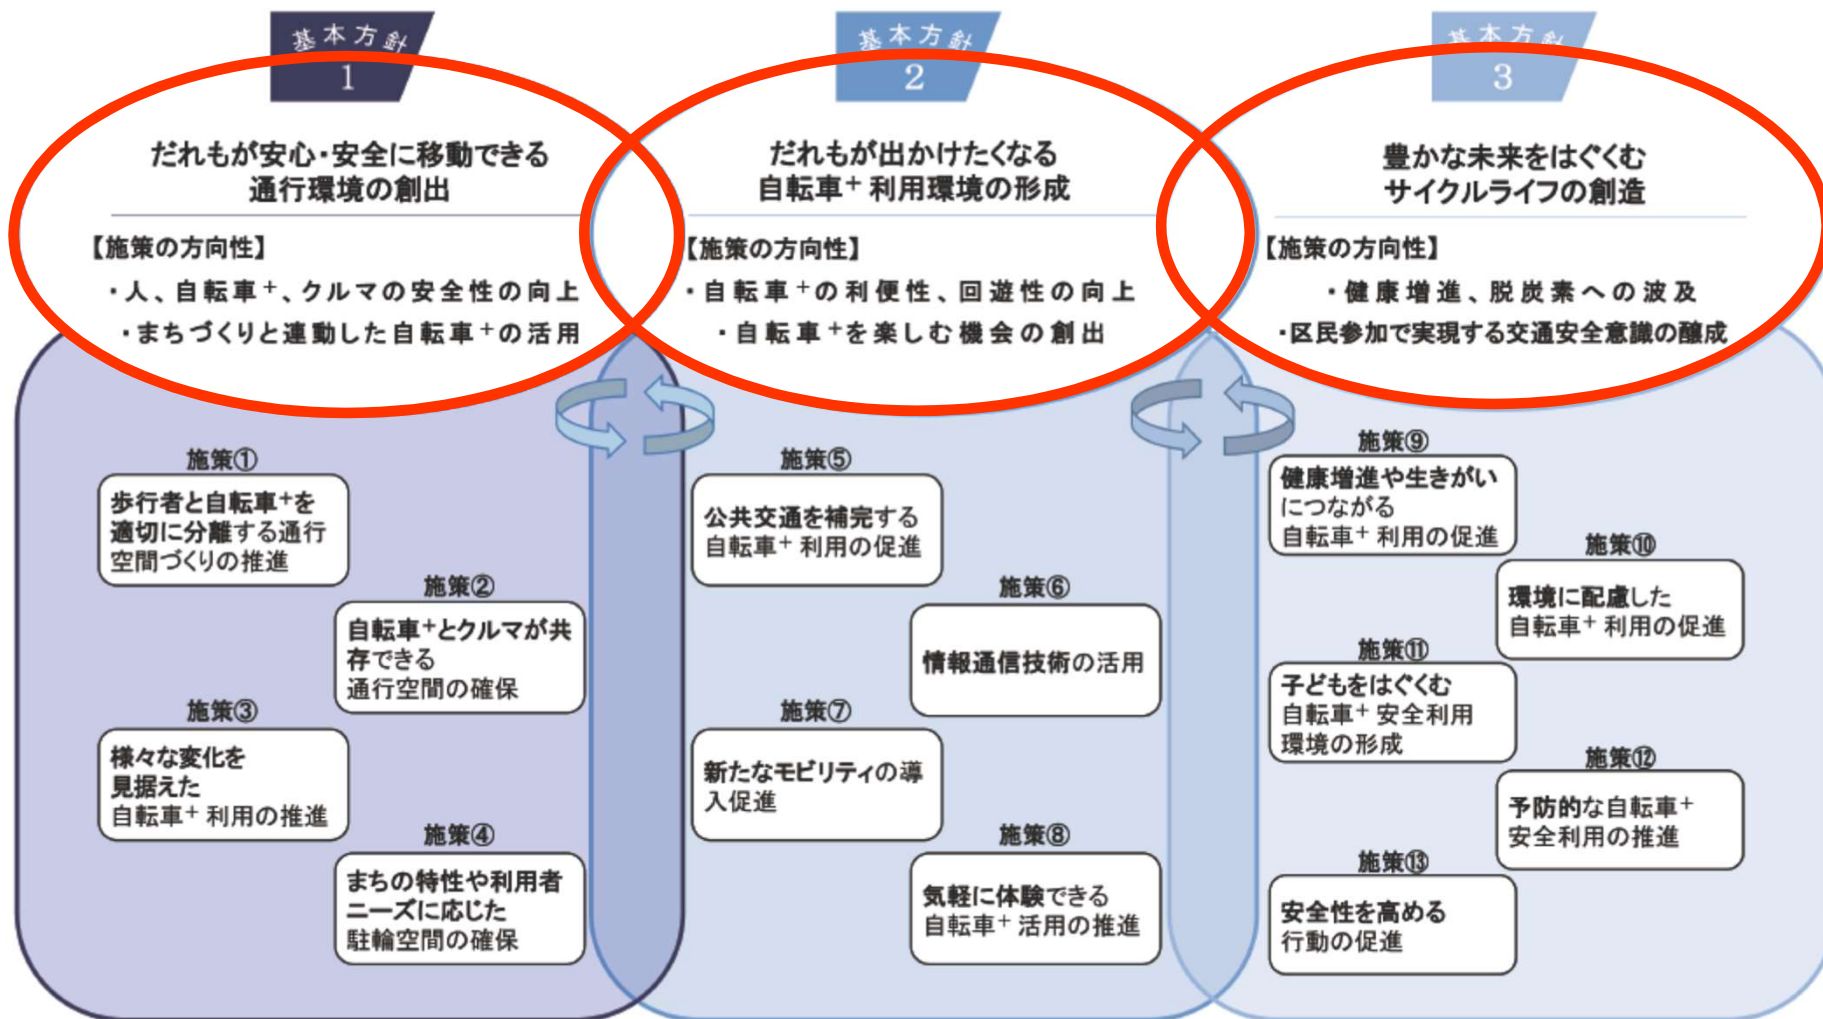 基本方針
1
だれもが安心・安全に移動できる
通行環境の創出
【施策の方向性】
・人、自転車⁺、クルマの安全性の向上
・まちづくりと連動した自転車⁺の活用
施策①
歩行者と自転車⁺を
適切に分離する通行
空間づくりの推進
施策②
自転車⁺とクルマが共
存できる
通行空間の確保
施策③
様々な変化を
見据えた
自転車⁺ 利用の推進
施策④
まちの特性や利用者
ニーズに応じた
駐輪空間の確保
基本方針
2
だれもが出かけたくなる
自転車⁺ 利用環境の形成
【施策の方向性】
・自転車⁺の利便性、回遊性の向上
・自転車⁺を楽しむ機会の創出
施策⑤
公共交通を補完する
自転車⁺ 利用の促進
施策⑥
情報通信技術の活用
施策⑦
新たなモビリティの導
入促進
施策⑧
気軽に体験できる
自転車⁺ 活用の推進
基本方針
3
豊かな未来をはぐくむ
サイクルライフの創造
【施策の方向性】
・健康増進、脱炭素への波及
・区民参加で実現する交通安全意識の醸成
施策⑨
健康増進や生きがい
につながる
自転車⁺ 利用の促進
施策⑩
環境に配慮した
自転車⁺ 利用の促進
施策⑪
子どもをはぐくむ
自転車⁺ 安全利用
環境の形成
施策⑫
予防的な自転車⁺
安全利用の推進
施策⑬
安全性を高める
行動の促進